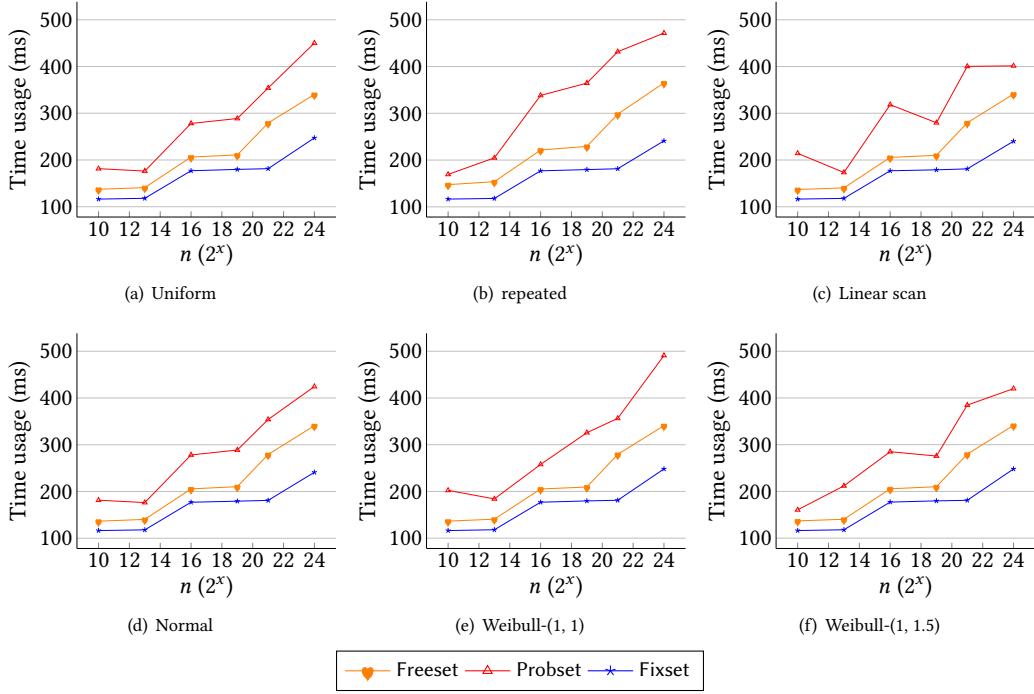 500
400
300
200
100
Time usage (ms)
10 12 14 16 18 20 22 24
n (2^x)
(a) Uniform
500
400
300
200
100
Time usage (ms)
10 12 14 16 18 20 22 24
n (2^x)
(b) repeated
500
400
300
200
100
Time usage (ms)
10 12 14 16 18 20 22 24
n (2^x)
(c) Linear scan
500
400
300
200
100
Time usage (ms)
10 12 14 16 18 20 22 24
n (2^x)
(d) Normal
500
400
300
200
100
Time usage (ms)
10 12 14 16 18 20 22 24
n (2^x)
(e) Weibull-(1, 1)
500
400
300
200
100
Time usage (ms)
10 12 14 16 18 20 22 24
n (2^x)
(f) Weibull-(1, 1.5)
Freeset Probset Fixset